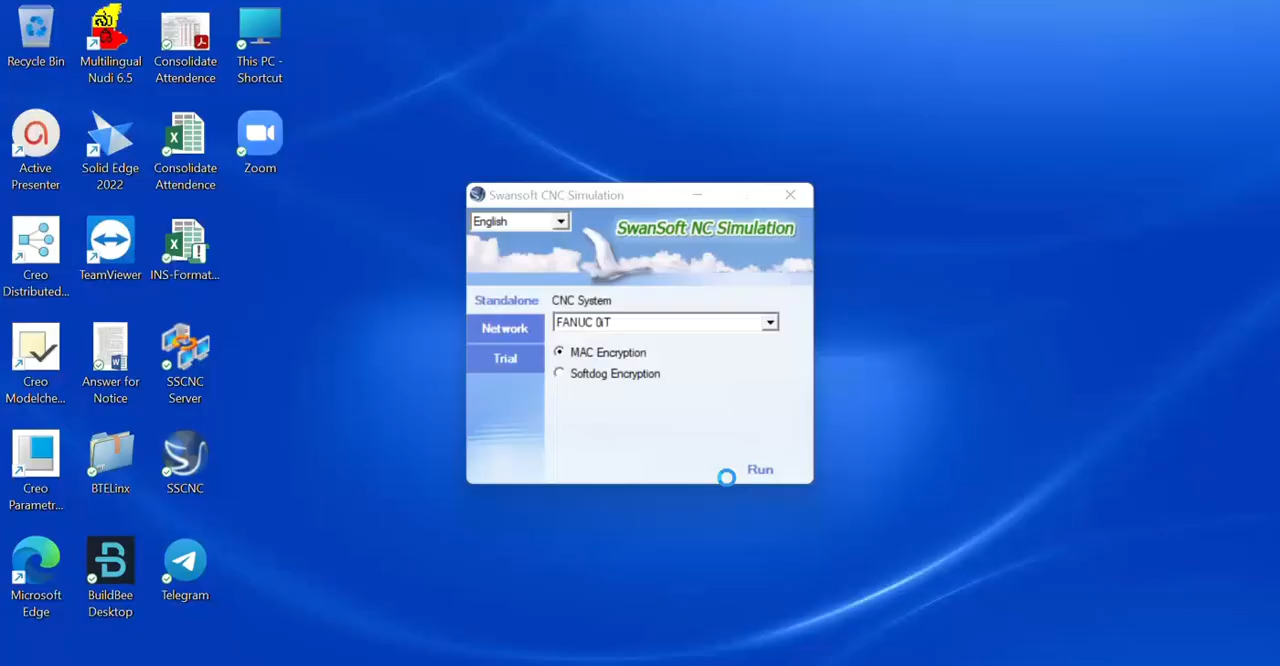 Recycle Bin
Multilingual
Nudi 6.5
Consolidate
Attendence
This PC -
Shortcut
Active
Presenter
Solid Edge
2022
Consolidate
Attendence
Zoom
Creo
Distributed...
TeamViewer
INS-Format...
Creo
Modelche...
Answer for
Notice
SSCNC
Server
Creo
Parametr...
BTELinx
SSCNC
Microsoft
Edge
BuildBee
Desktop
Telegram
Swansoft CNC Simulation
English
SwanSoft NC Simulation
Standalone
CNC System
FANUC 0iT
Network
MAC Encryption
Trial
Softdog Encryption
Run